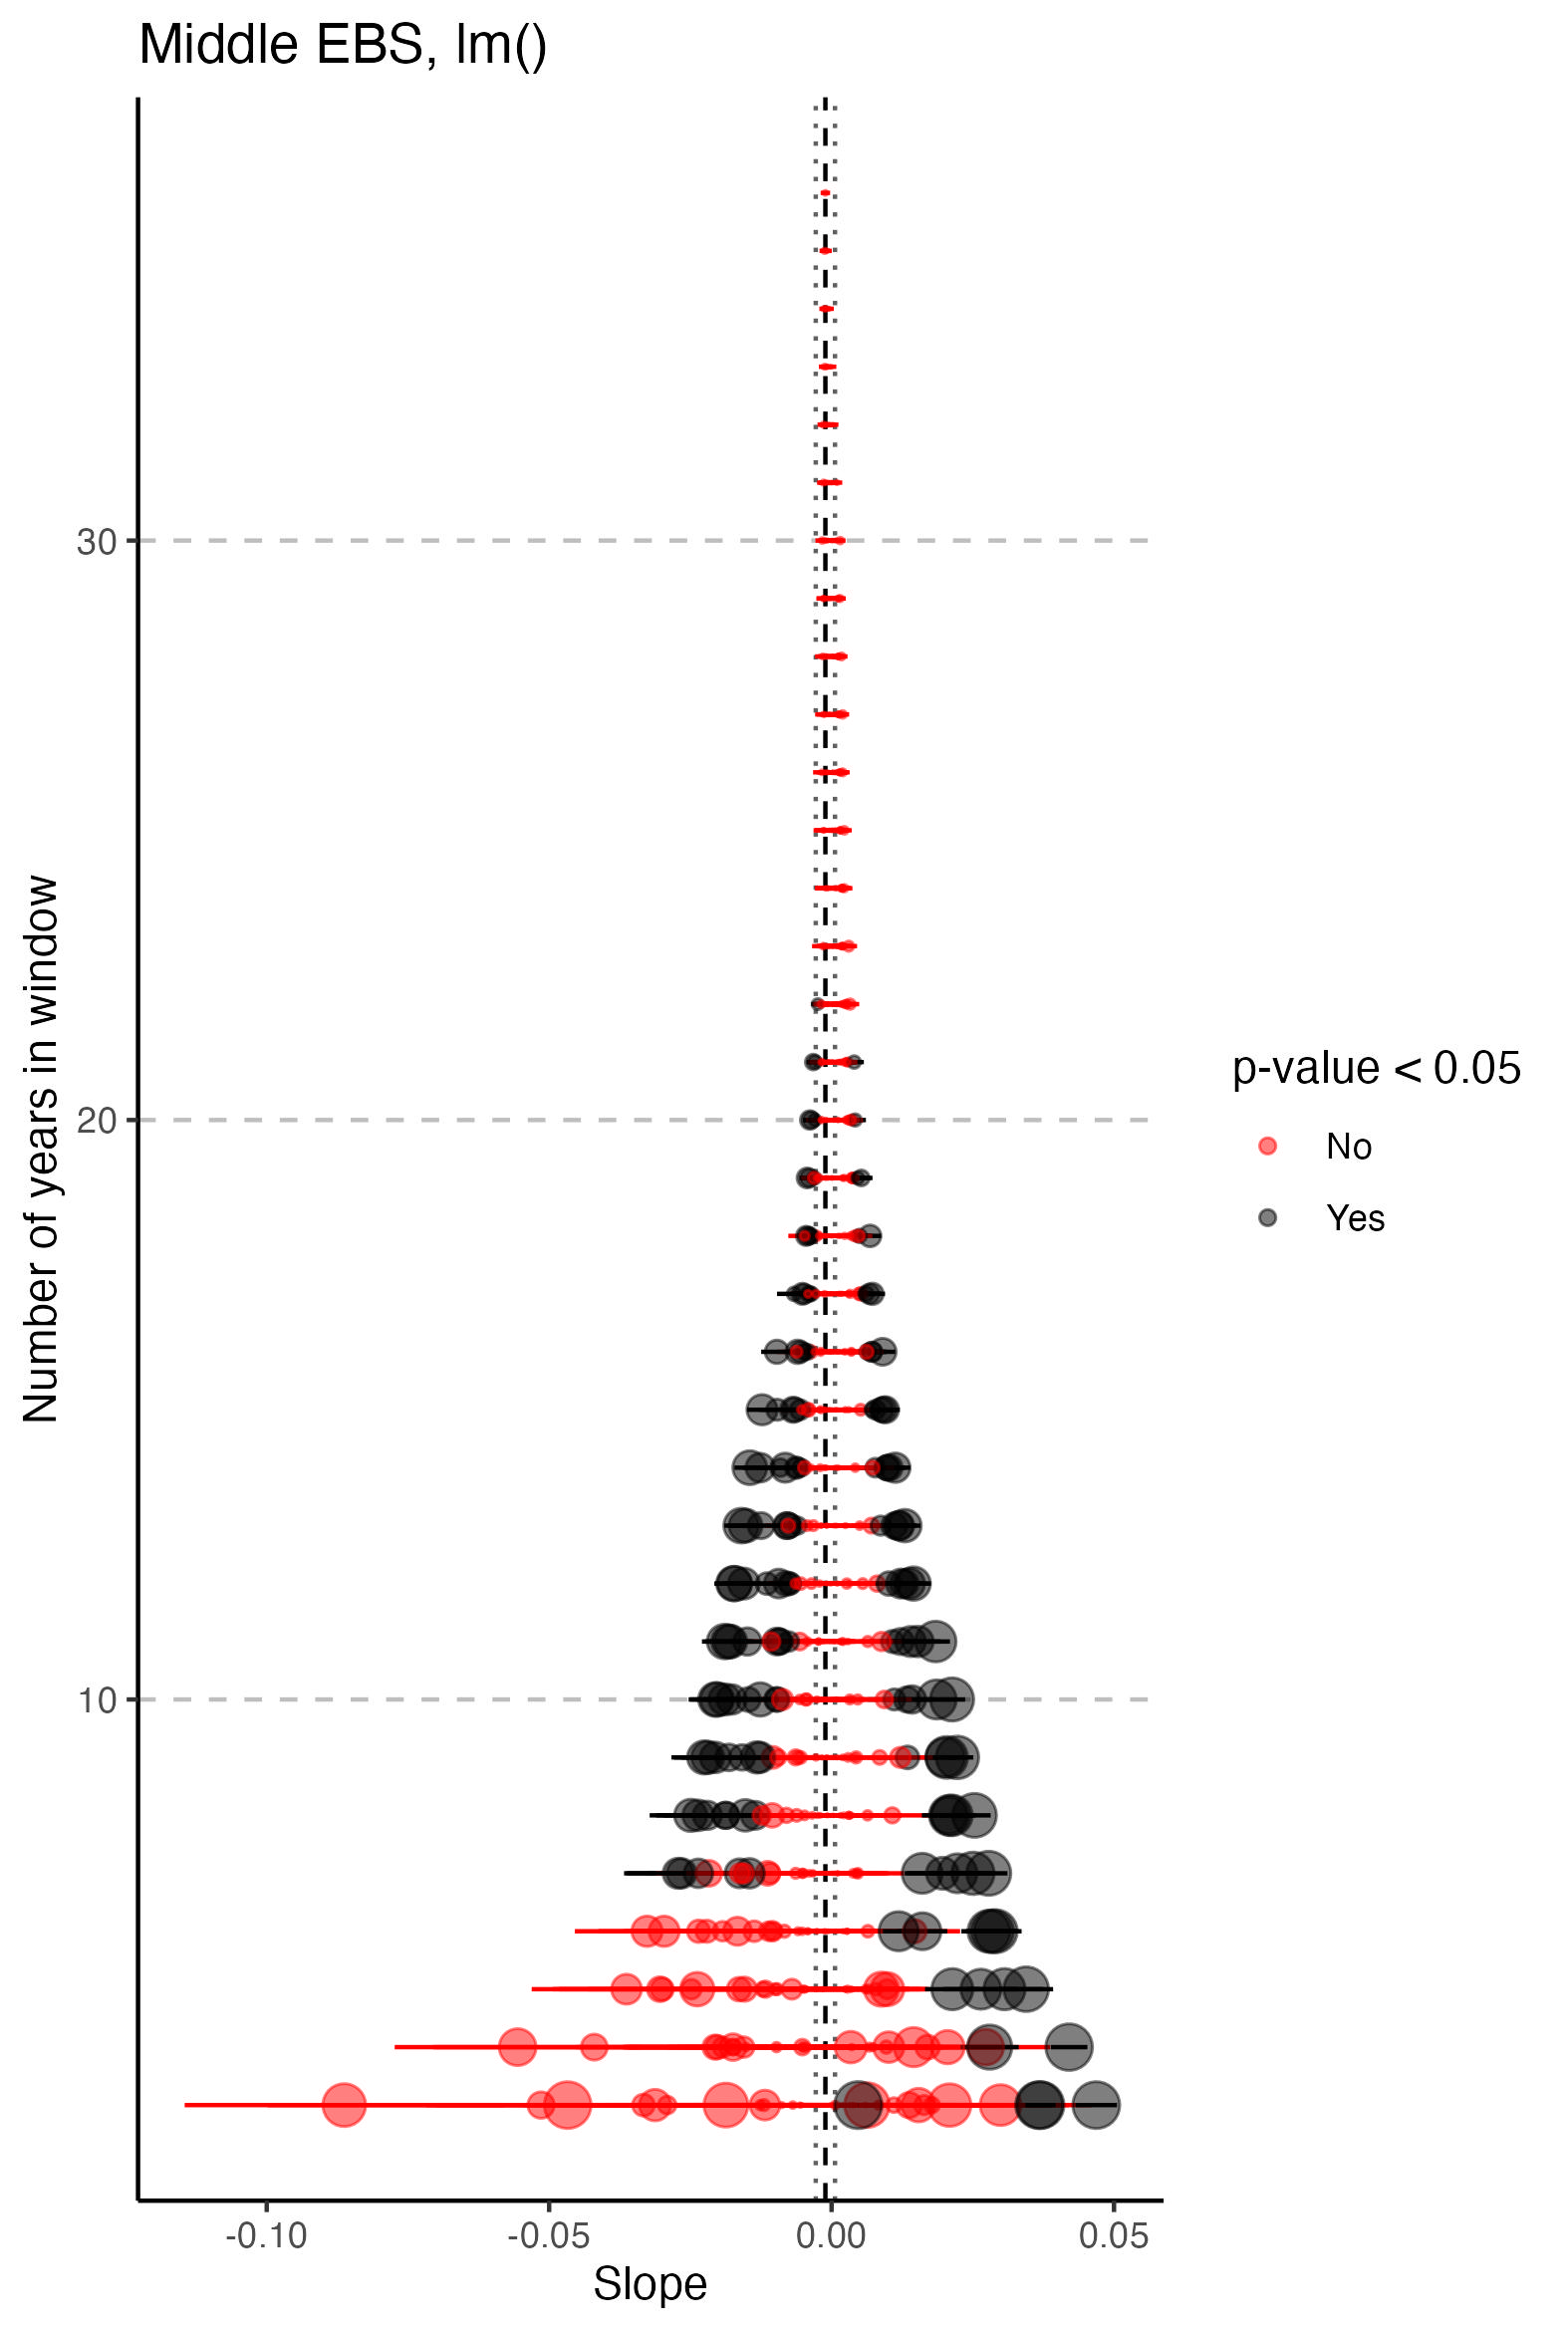 Middle EBS, lm()
Number of years in window
30
20
10
-0.10
-0.05
0.00
0.05
Slope
p-value < 0.05
No
Yes